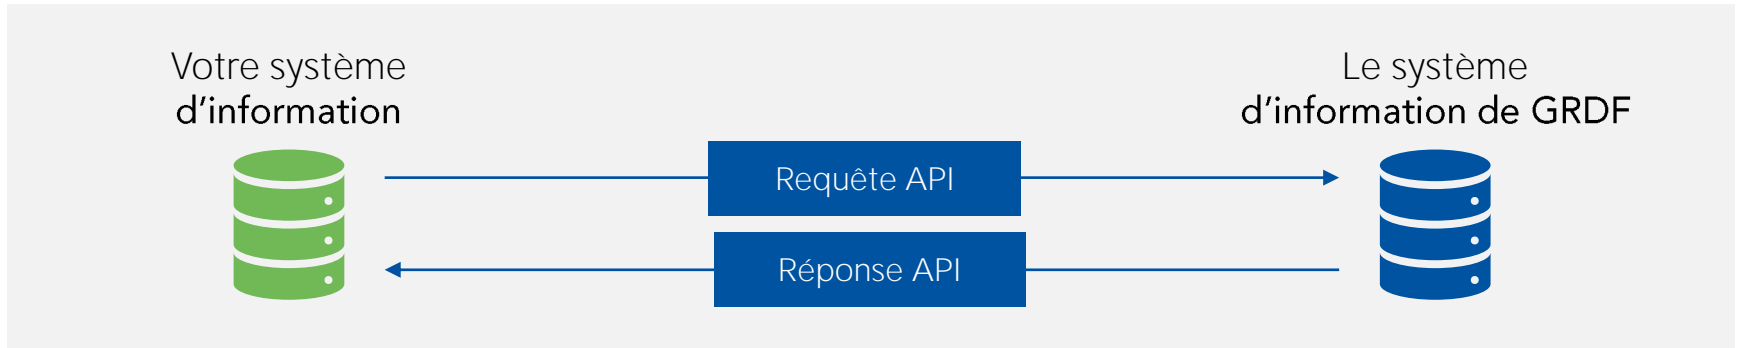 Votre système
d'information
Le système
d'information de GRDF
Requête API
Réponse API